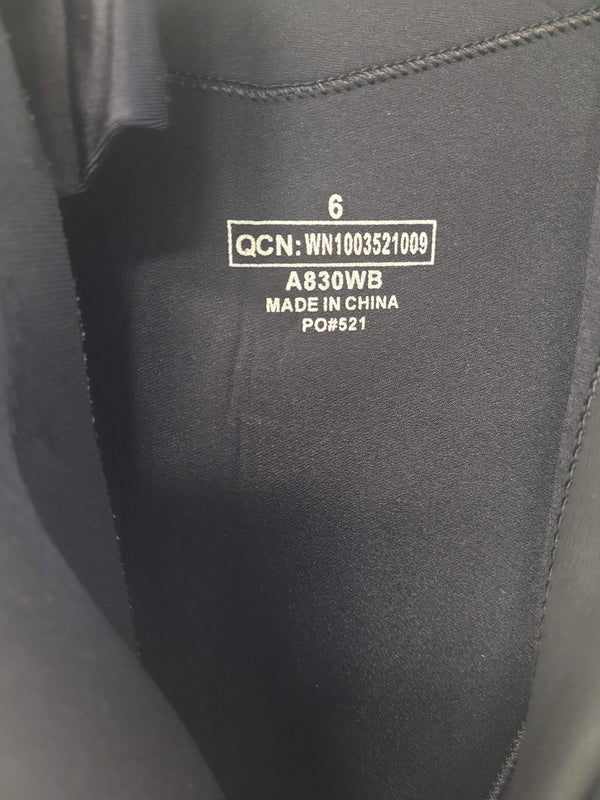 6
QCN: WN1003521009
A830WB
MADE IN CHINA
PO#521